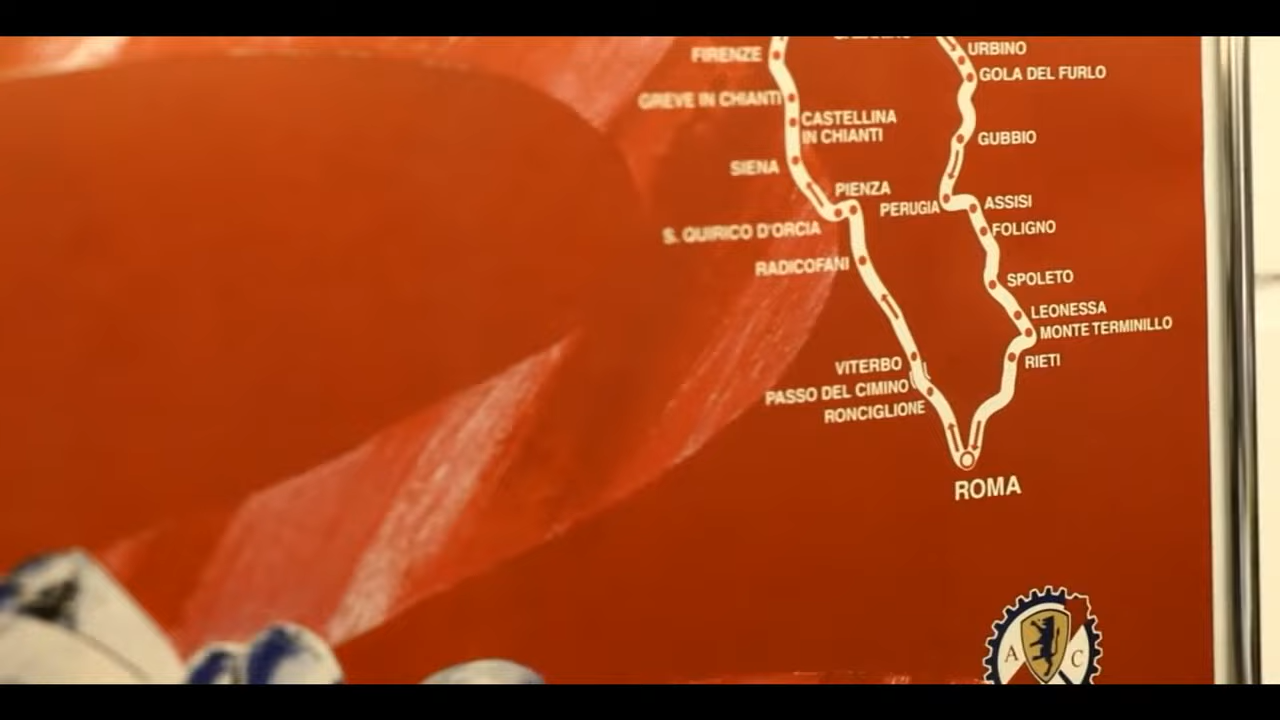 FIRENZE
GREVE IN CHIANTI
CASTELLINA
IN CHIANTI
SIENA
PIENZA
S. QUIRICO D'ORCIA
RADICOFANI
VITERBO
PASSO DEL CIMINO
RONCIGLIONE
URBINO
GOLA DEL FURLO
GUBBIO
PERUGIA
ASSISI
FOLIGNO
SPOLETO
LEONESSA
MONTE TERMINILLO
RIETI
ROMA
A C